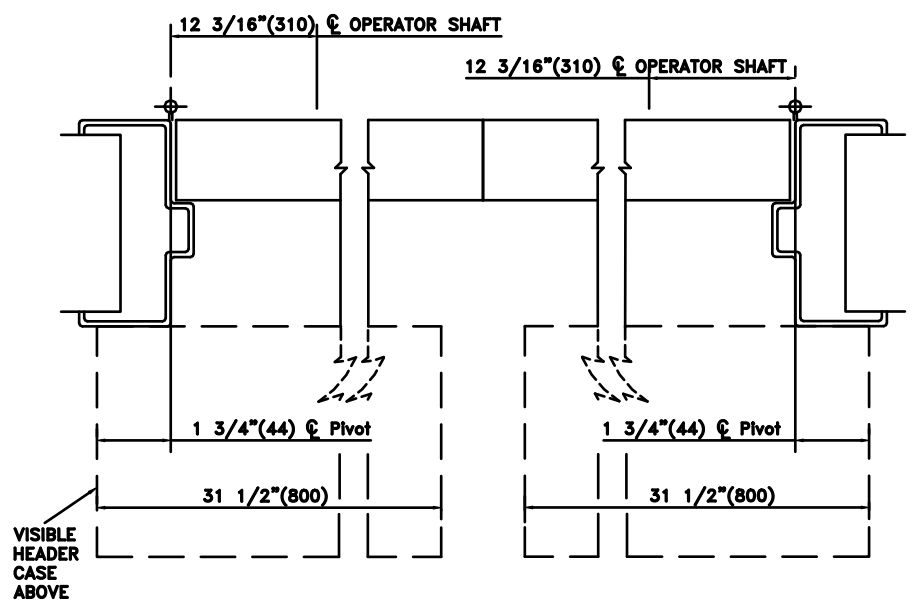 12 3/16"(310) ℄ OPERATOR SHAFT
12 3/16"(310) ℄ OPERATOR SHAFT
1 3/4"(44) ℄ Pivot
1 3/4"(44) ℄ Pivot
31 1/2"(800)
31 1/2"(800)
VISIBLE
HEADER
CASE
ABOVE